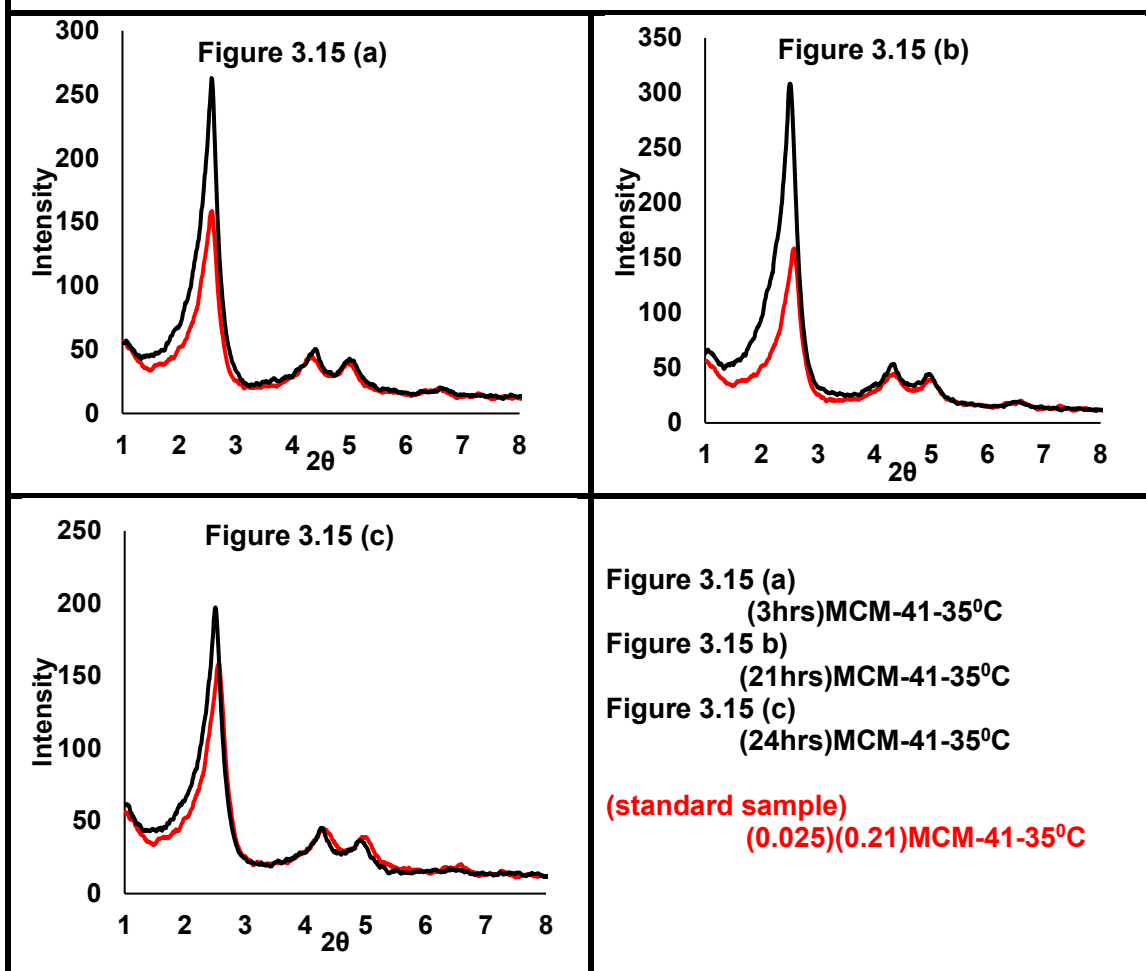 Figure 3.15 (a)
300
250
200
150
100
50
0
Intensity
1 2 3 4 5 6 7 8
2θ
Figure 3.15 (b)
350
300
250
200
150
100
50
0
Intensity
1 2 3 4 5 6 7 8
2θ
Figure 3.15 (c)
250
200
150
100
50
0
Intensity
1 2 3 4 5 6 7 8
2θ
Figure 3.15 (a)
(3hrs)MCM-41-35⁰C
Figure 3.15 b)
(21hrs)MCM-41-35⁰C
Figure 3.15 (c)
(24hrs)MCM-41-35⁰C
(standard sample)
(0.025)(0.21)MCM-41-35⁰C